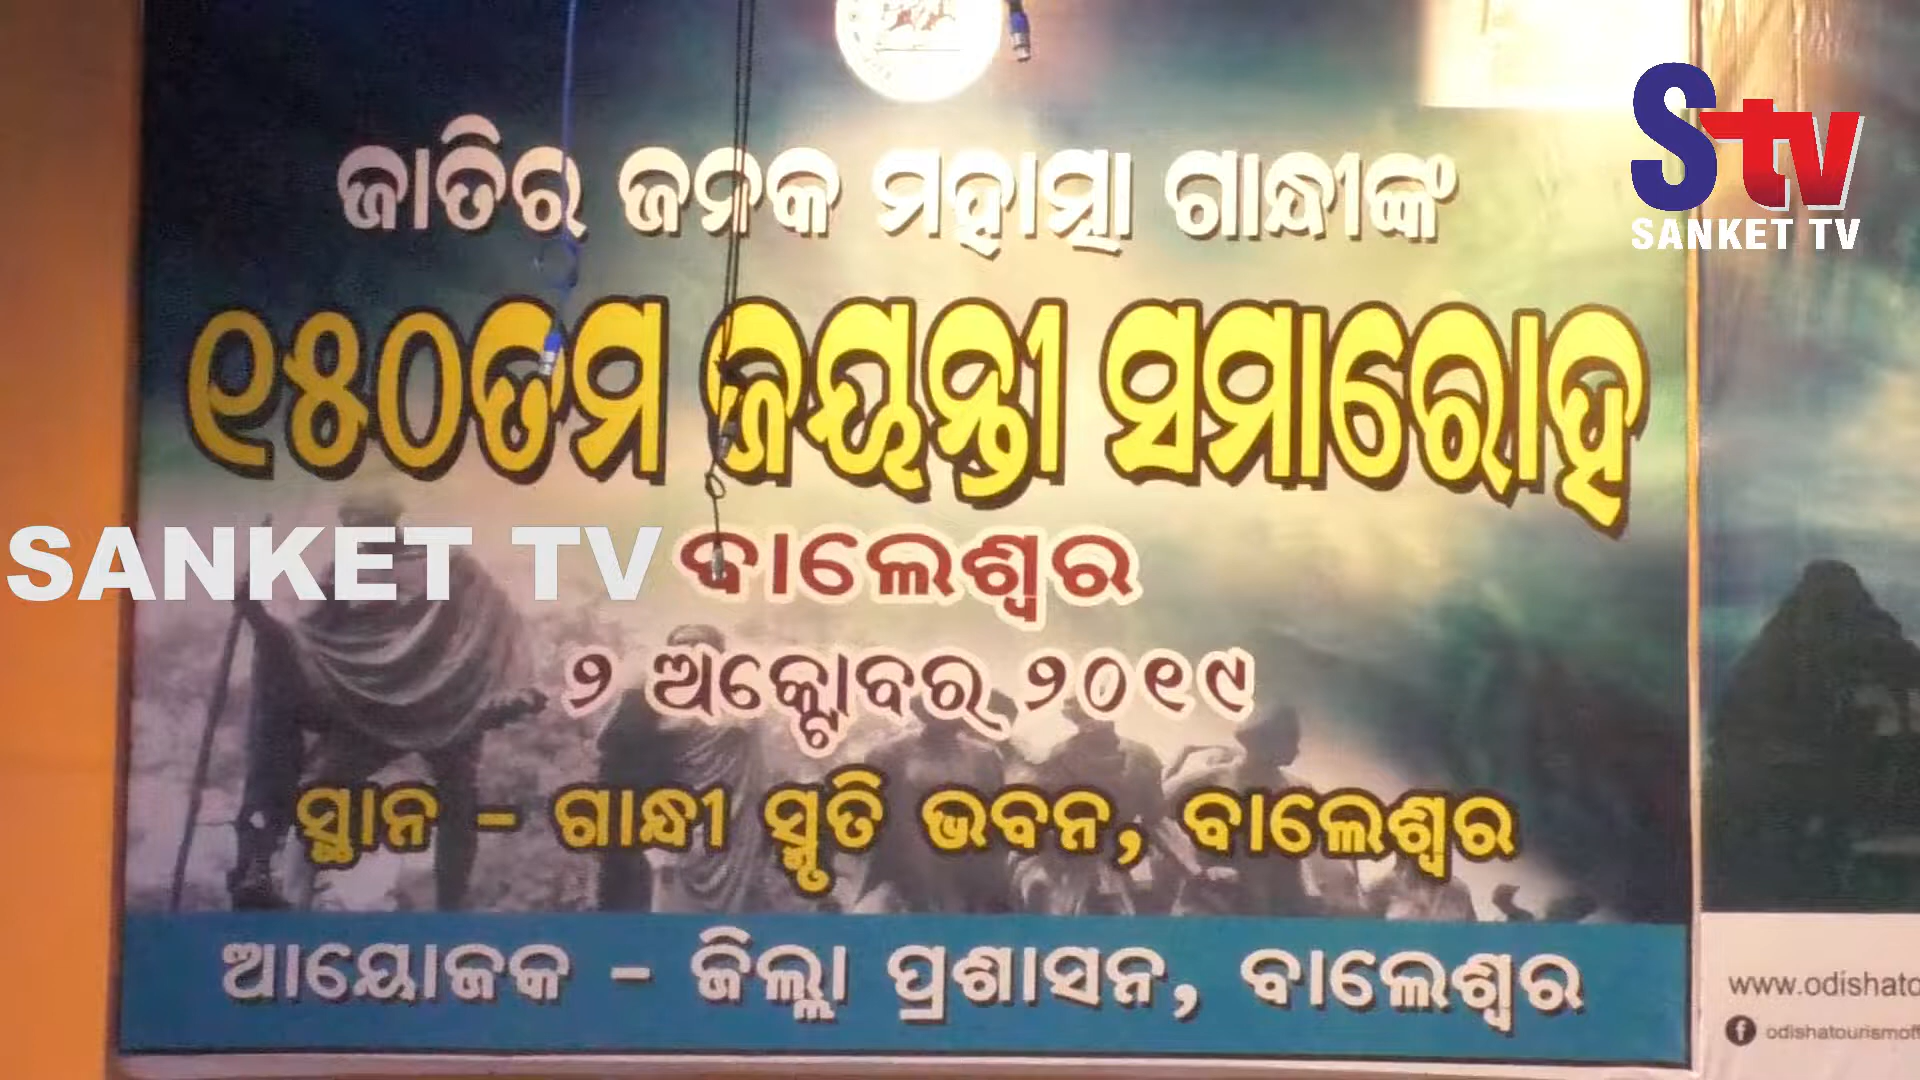 ଜାତିର ଜନକ ମହାତ୍ମା ଗାନ୍ଧୀଙ୍କ
Stv
SANKET TV
୧୫୦ତମ ଜୟନ୍ତୀ ସମାରୋହ
SANKET TV
ବାଲେଶ୍ୱର
୨ ଅକ୍ଟୋବର ୨୦୧୯
ସ୍ଥାନ - ଗାନ୍ଧୀ ସ୍ମୃତି ଭବନ, ବାଲେଶ୍ୱର
ଆୟୋଜକ - ଜିଲ୍ଲା ପ୍ରଶାସନ, ବାଲେଶ୍ୱର